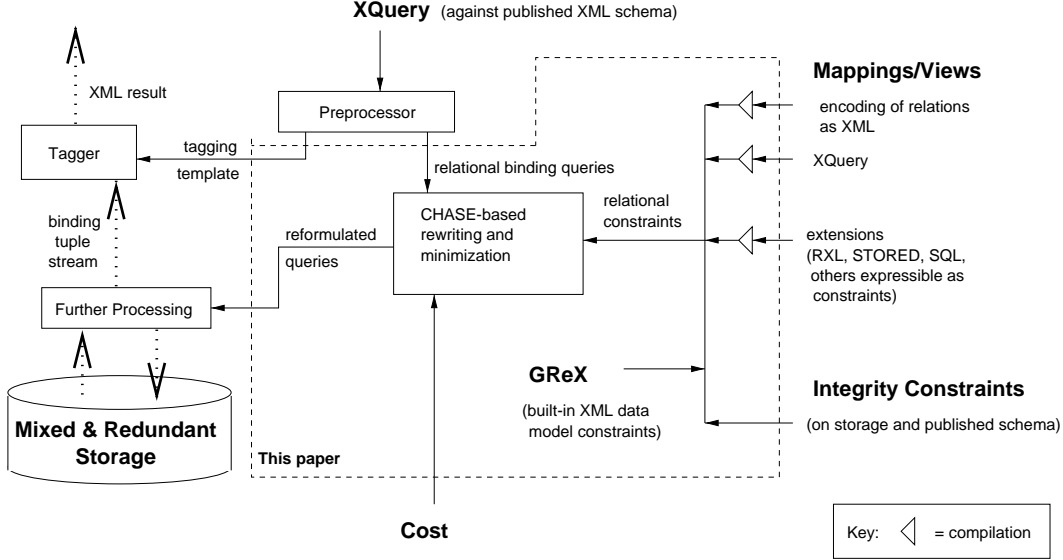 XQuery (against published XML schema)
XML result
Preprocessor
Tagger
tagging
template
relational binding queries
Mappings/Views
encoding of relations
as XML
XQuery
binding
tuple
stream
reformulated
queries
CHASE-based
rewriting and
minimization
relational
constraints
extensions
(RXL, STORED, SQL,
others expressible as
constraints)
Further Processing
GReX
(built-in XML data
model constraints)
Integrity Constraints
(on storage and published schema)
Mixed & Redundant
Storage
This paper
Cost
Key: = compilation